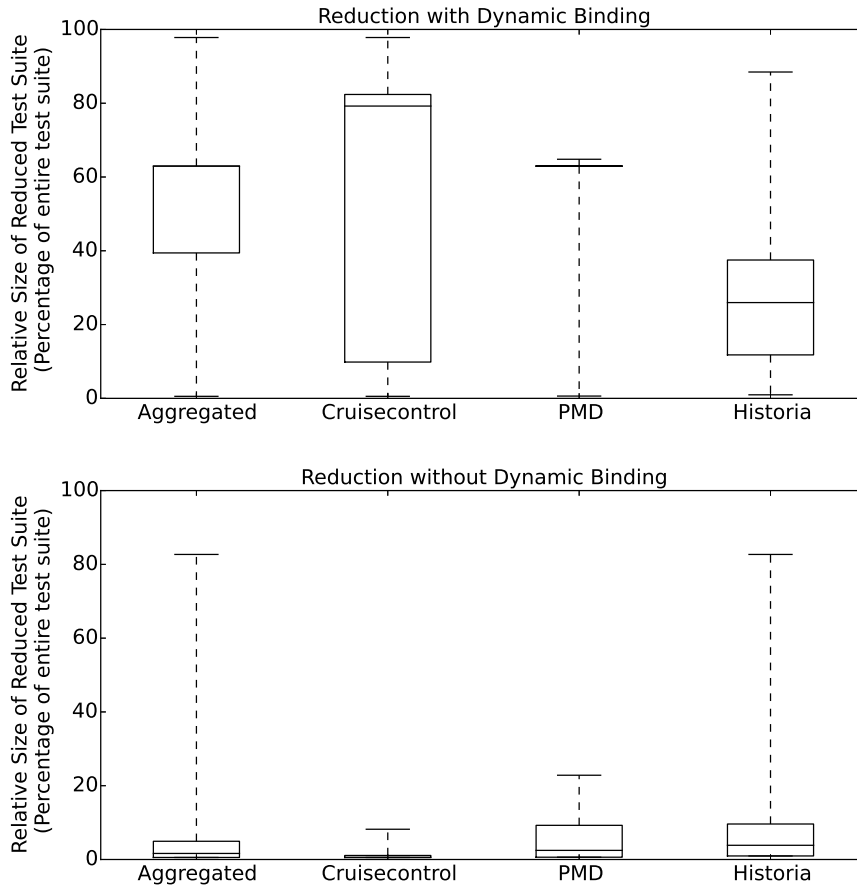 Reduction with Dynamic Binding
Relative Size of Reduced Test Suite
(Percentage of entire test suite)
100
80
60
40
20
0
Aggregated
Cruisecontrol
PMD
Historia
Reduction without Dynamic Binding
Relative Size of Reduced Test Suite
(Percentage of entire test suite)
100
80
60
40
20
0
Aggregated
Cruisecontrol
PMD
Historia